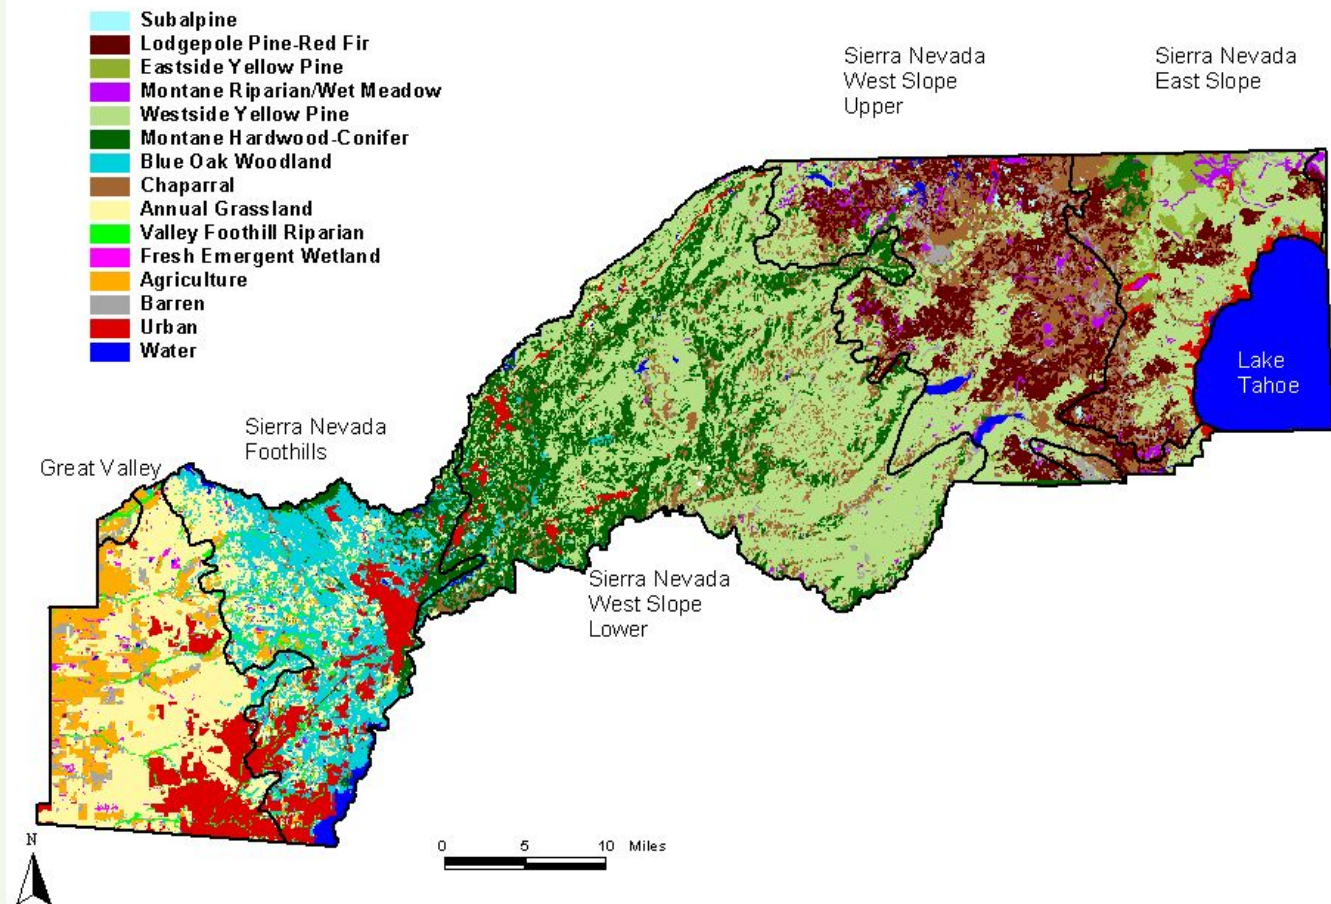 Subalpine
Lodgepole Pine-Red Fir
Eastside Yellow Pine
Montane Riparian/Wet Meadow
Westside Yellow Pine
Montane Hardwood-Conifer
Blue Oak Woodland
Chaparral
Annual Grassland
Valley Foothill Riparian
Fresh Emergent Wetland
Agriculture
Barren
Urban
Water
Sierra Nevada
West Slope
Upper
Sierra Nevada
East Slope
Lake
Tahoe
Sierra Nevada
Foothills
Great Valley
Sierra Nevada
West Slope
Lower
N
0 5 10 Miles